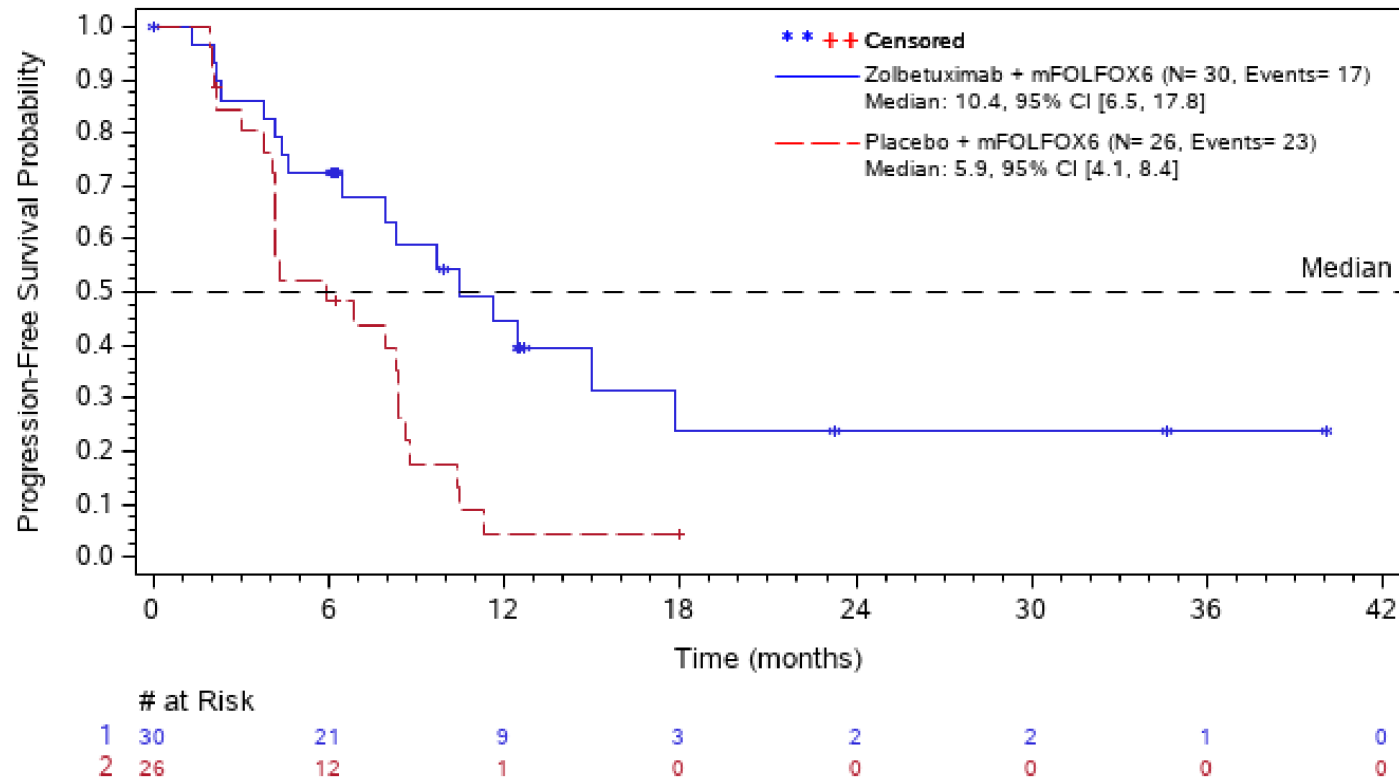 Progression-Free Survival Probability
1.0
0.9
0.8
0.7
0.6
0.5
0.4
0.3
0.2
0.1
0.0
** ++ Censored
Zolbetuximab + mFOLFOX6 (N= 30, Events= 17)
Median: 10.4, 95% CI [6.5, 17.8]
Placebo + mFOLFOX6 (N= 26, Events= 23)
Median: 5.9, 95% CI [4.1, 8.4]
Median
0 6 12 18 24 30 36 42
Time (months)
# at Risk
1 30 21 9 3 2 2 1 0
2 26 12 1 0 0 0 0 0